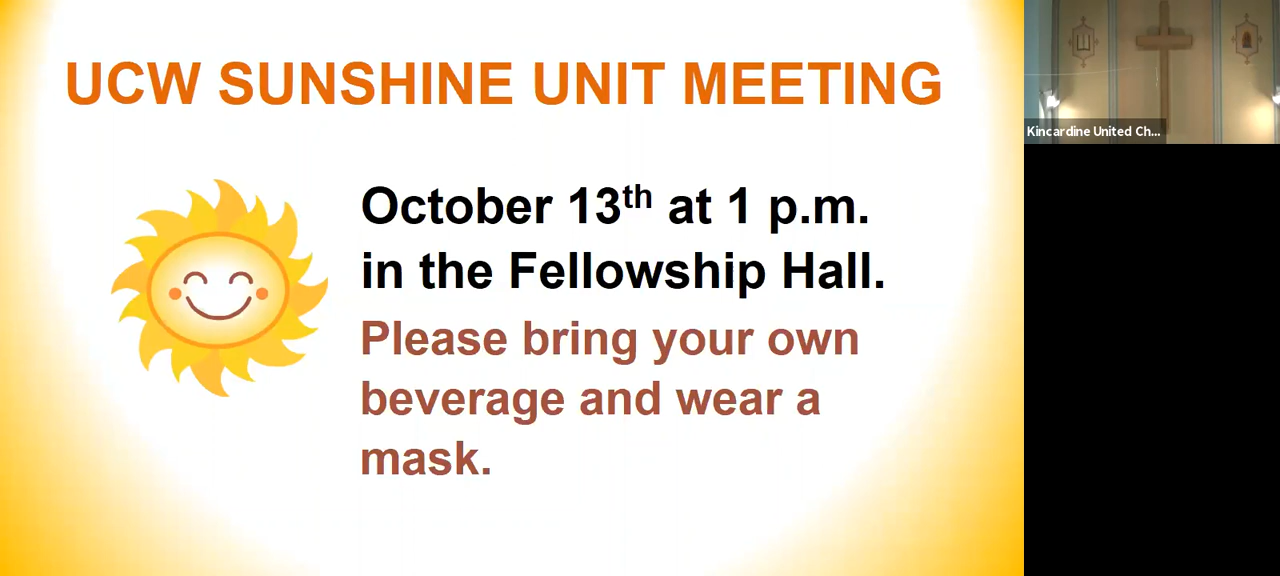 UCW SUNSHINE UNIT MEETING
October 13th at 1 p.m.
in the Fellowship Hall.
Please bring your own
beverage and wear a
mask.
Kincardine United Ch...